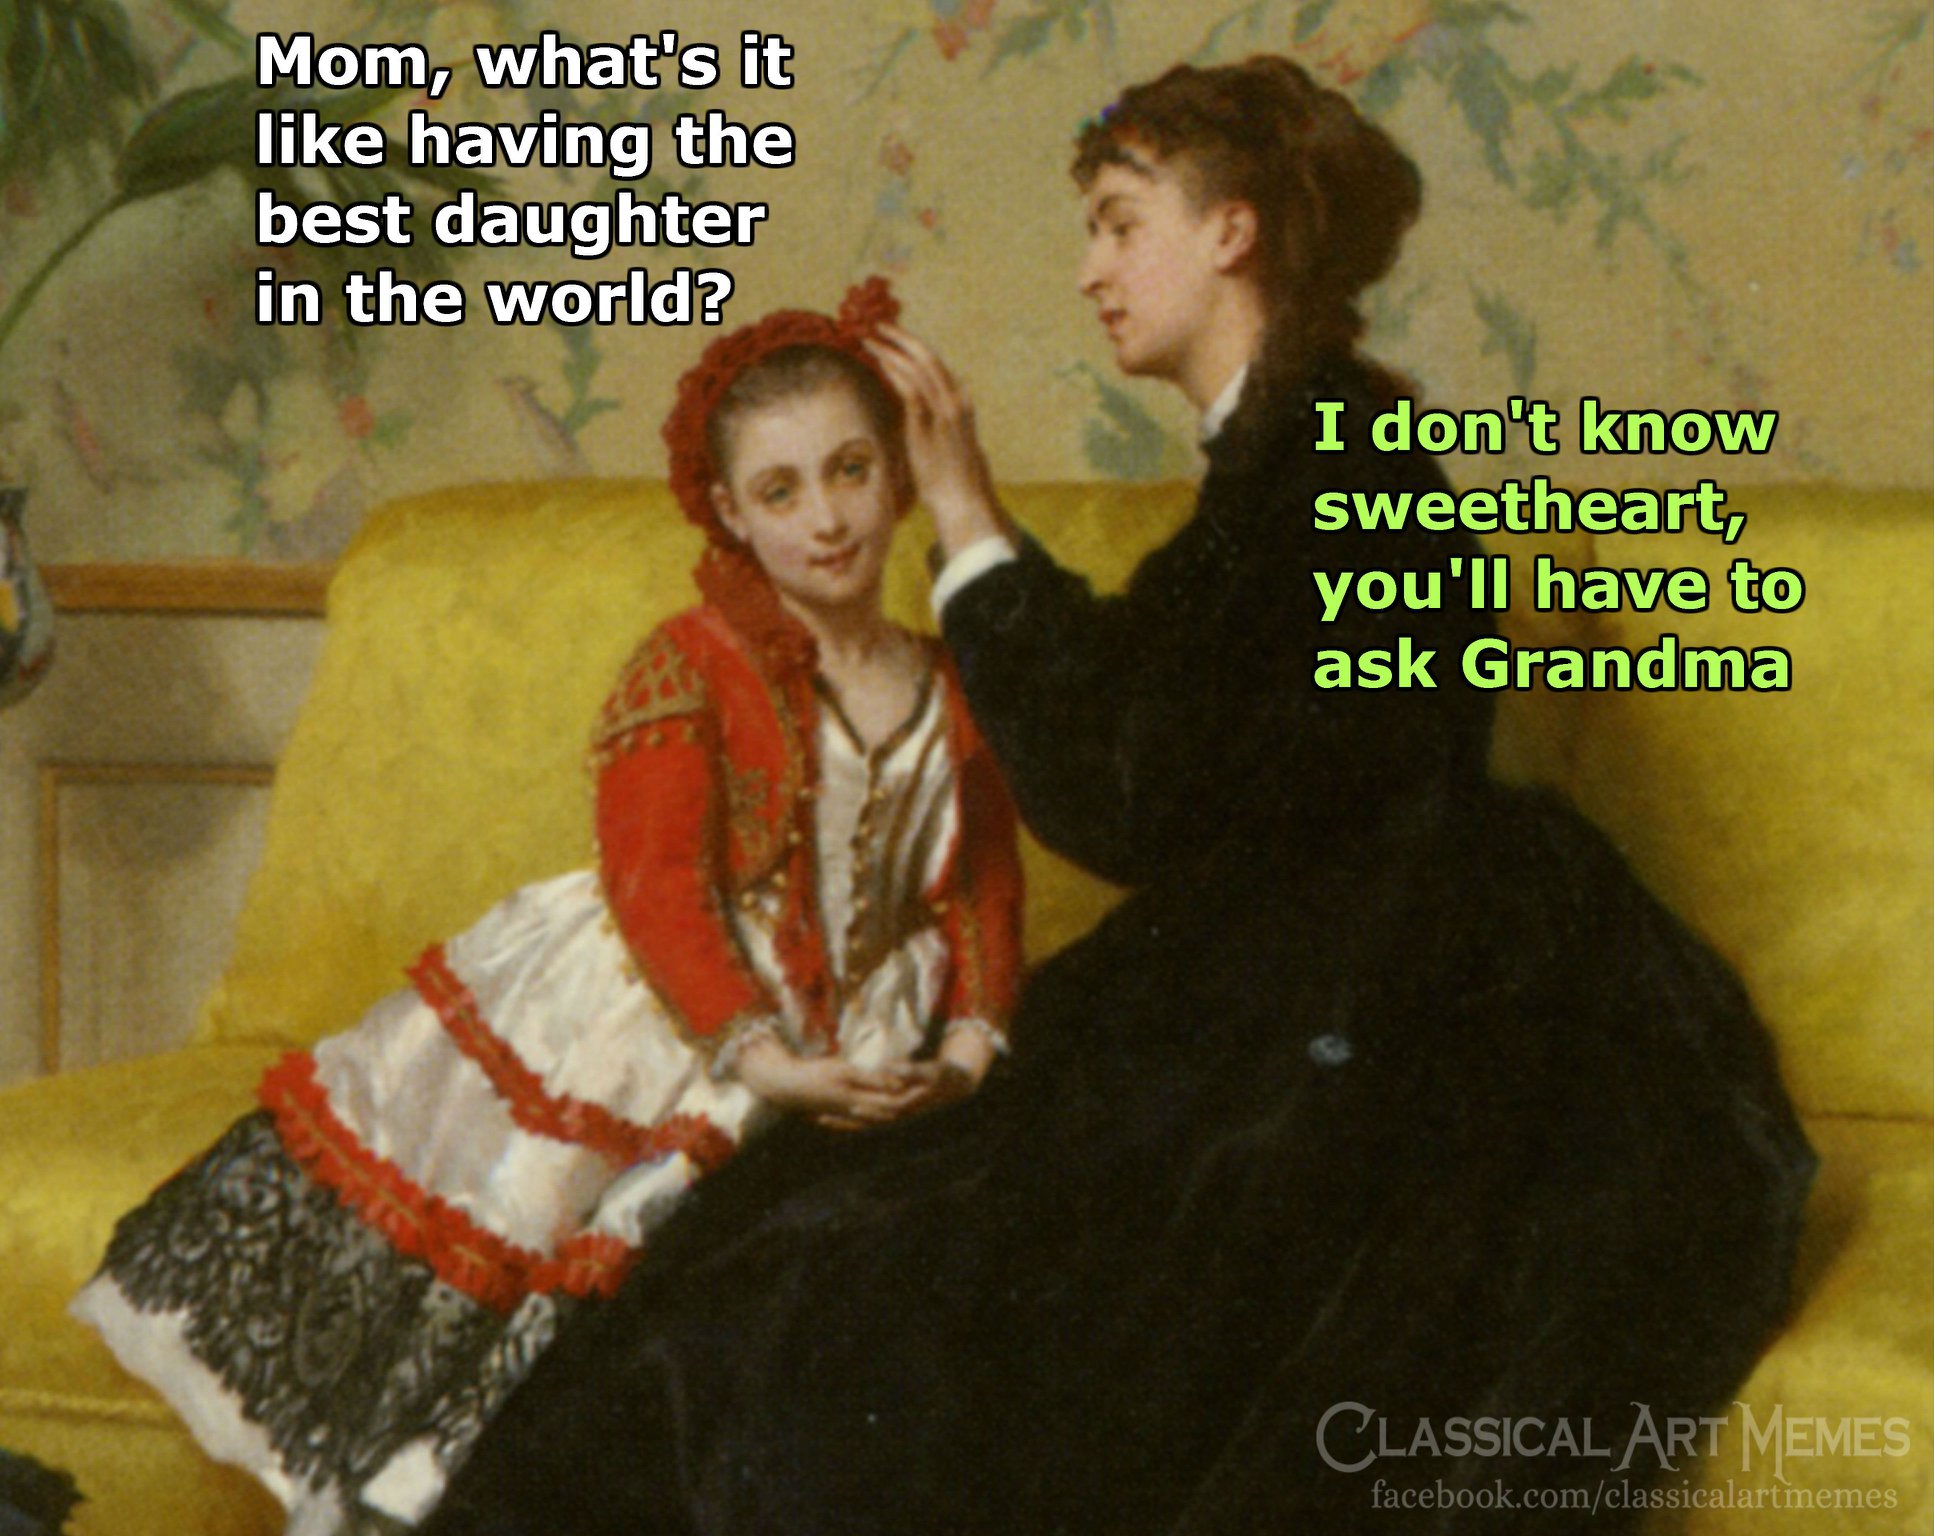 Mom, what's it
like having the
best daughter
in the world?
I don't know
sweetheart,
you'll have to
ask Grandma
CLASSICAL ART MEMES
facebook.com/classicalartmemes